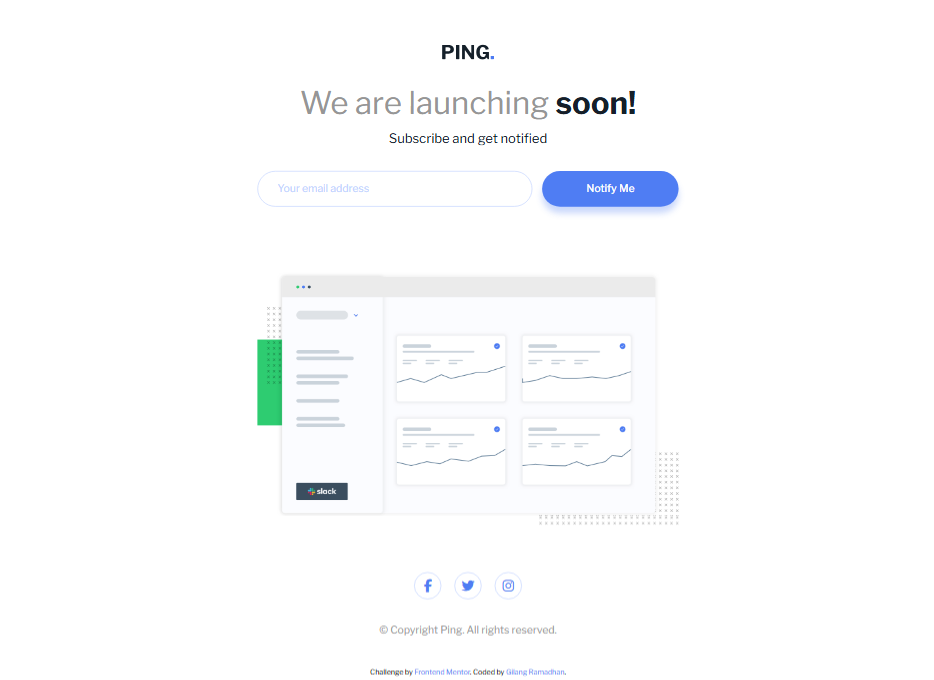 PING.
We are launching soon!
Subscribe and get notified
Your email address
Notify Me
slack
© Copyright Ping. All rights reserved.
Challenge by Frontend Mentor. Coded by Gilang Ramadhan.